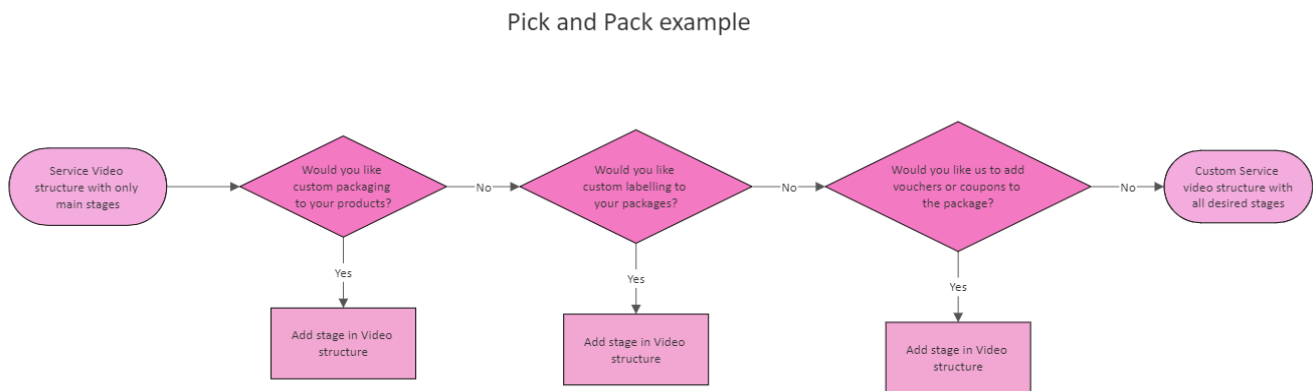 Pick and Pack example
Service Video
structure with only
main stages
Would you like
custom packaging
to your products?
No
Would you like
custom labelling to
your packages?
No
Would you like us to add
vouchers or coupons to
the package?
No
Custom Service
video structure with
all desired stages
Yes
Yes
Yes
Add stage in Video
structure
Add stage in Video
structure
Add stage in Video
structure